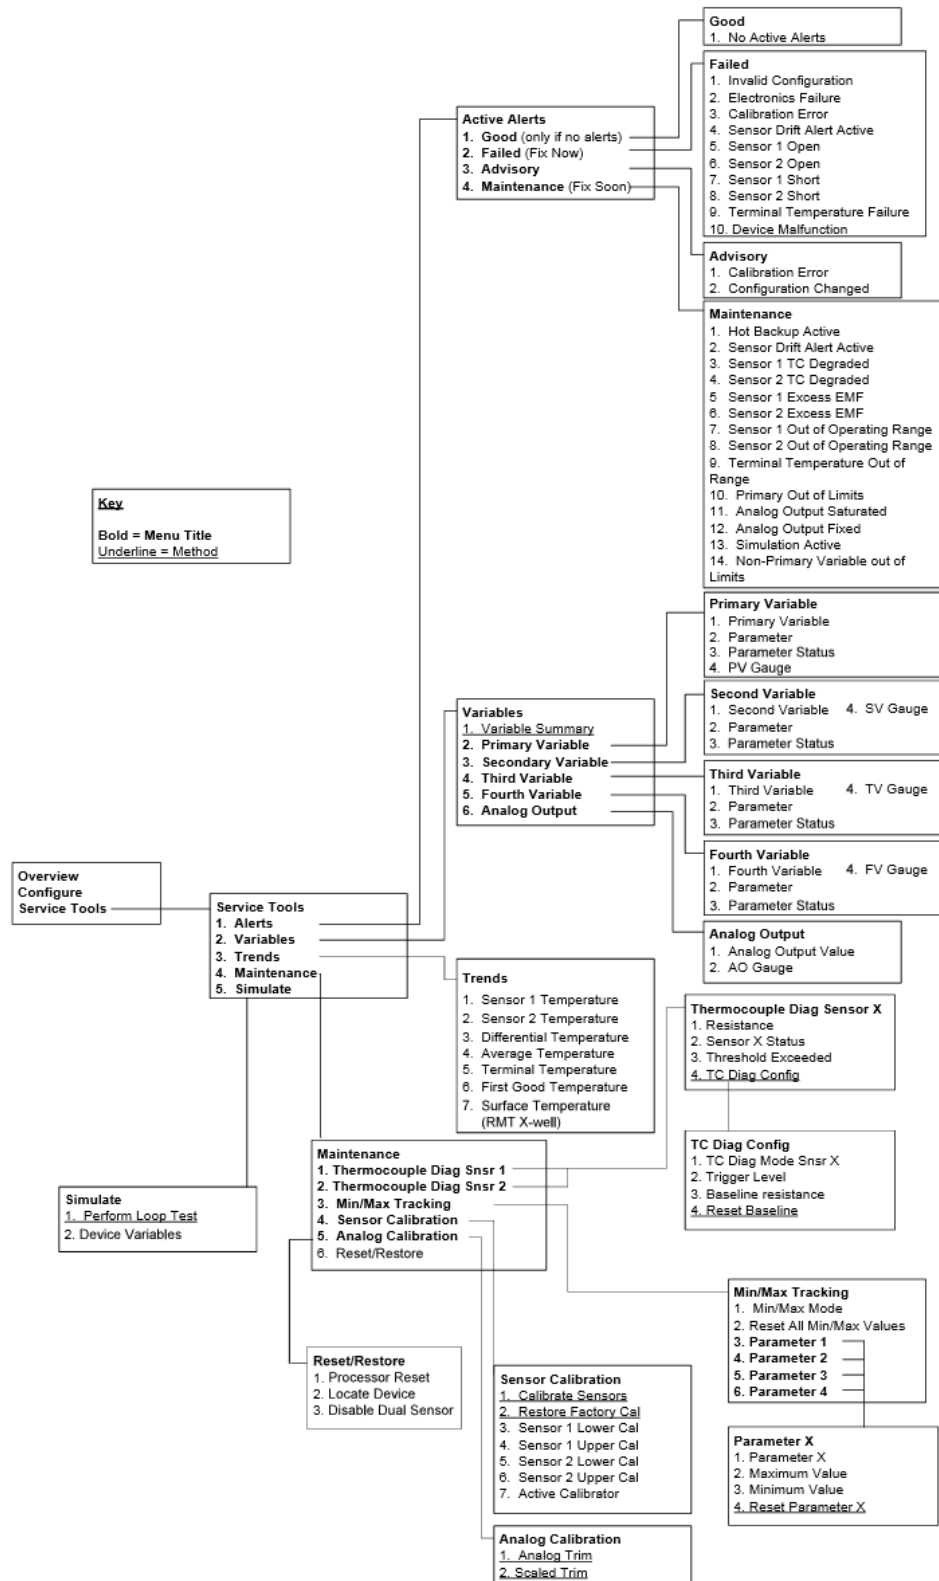 Good
1. No Active Alerts
Failed
1. Invalid Configuration
2. Electronics Failure
3. Calibration Error
4. Sensor Drift Alert Active
5. Sensor 1 Open
6. Sensor 2 Open
7. Sensor 1 Short
8. Sensor 2 Short
9. Terminal Temperature Failure
10. Device Malfunction
Active Alerts
1. Good (only if no alerts)
2. Failed (Fix Now)
3. Advisory
4. Maintenance (Fix Soon)
Advisory
1. Calibration Error
2. Configuration Changed
Maintenance
1. Hot Backup Active
2. Sensor Drift Alert Active
3. Sensor 1 TC Degraded
4. Sensor 2 TC Degraded
5 Sensor 1 Excess EMF
6. Sensor 2 Excess EMF
7. Sensor 1 Out of Operating Range
8. Sensor 2 Out of Operating Range
9. Terminal Temperature Out of
Range
10. Primary Out of Limits
11. Analog Output Saturated
12. Analog Output Fixed
13. Simulation Active
14. Non-Primary Variable out of
Limits
Key
Bold = Menu Title
Underline = Method
Primary Variable
1. Primary Variable
2. Parameter
3. Parameter Status
4. PV Gauge
Second Variable
1. Second Variable 4. SV Gauge
2. Parameter
3. Parameter Status
Variables
1. Variable Summary
2. Primary Variable
3. Secondary Variable
4. Third Variable
5. Fourth Variable
6. Analog Output
Third Variable
1. Third Variable 4. TV Gauge
2. Parameter
3. Parameter Status
Fourth Variable
1. Fourth Variable 4. FV Gauge
2. Parameter
3. Parameter Status
Overview
Configure
Service Tools
Service Tools
1. Alerts
2. Variables
3. Trends
4. Maintenance
5. Simulate
Analog Output
1. Analog Output Value
2. AO Gauge
Trends
1. Sensor 1 Temperature
2. Sensor 2 Temperature
3. Differential Temperature
4. Average Temperature
5. Terminal Temperature
6. First Good Temperature
7. Surface Temperature
(RMT X-well)
Thermocouple Diag Sensor X
1. Resistance
2. Sensor X Status
3. Threshold Exceeded
4. TC Diag Config
TC Diag Config
1. TC Diag Mode Snsr X
2. Trigger Level
3. Baseline resistance
4. Reset Baseline
Maintenance
1. Thermocouple Diag Snsr 1
2. Thermocouple Diag Snsr 2
3. Min/Max Tracking
4. Sensor Calibration
5. Analog Calibration
6. Reset/Restore
Simulate
1. Perform Loop Test
2. Device Variables
Min/Max Tracking
1. Min/Max Mode
2. Reset All Min/Max Values
3. Parameter 1
4. Parameter 2
5. Parameter 3
6. Parameter 4
Reset/Restore
1. Processor Reset
2. Locate Device
3. Disable Dual Sensor
Sensor Calibration
1. Calibrate Sensors
2. Restore Factory Cal
3. Sensor 1 Lower Cal
4. Sensor 1 Upper Cal
5. Sensor 2 Lower Cal
6. Sensor 2 Upper Cal
7. Active Calibrator
Parameter X
1. Parameter X
2. Maximum Value
3. Minimum Value
4. Reset Parameter X
Analog Calibration
1. Analog Trim
2. Scaled Trim